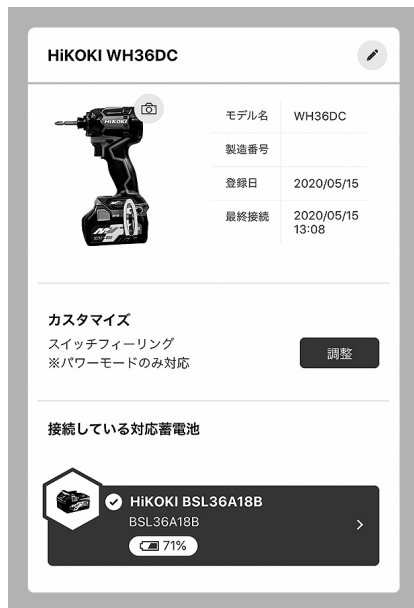 HiKOKI WH36DC
HiKOKI
モデル名 WH36DC
製造番号
登録日 2020/05/15
最終接続 2020/05/15
13:08
カスタマイズ
スイッチフィーリング
※パワーモードのみ対応
調整
接続している対応蓄電池
HiKOKI BSL36A18B
BSL36A18B
71%